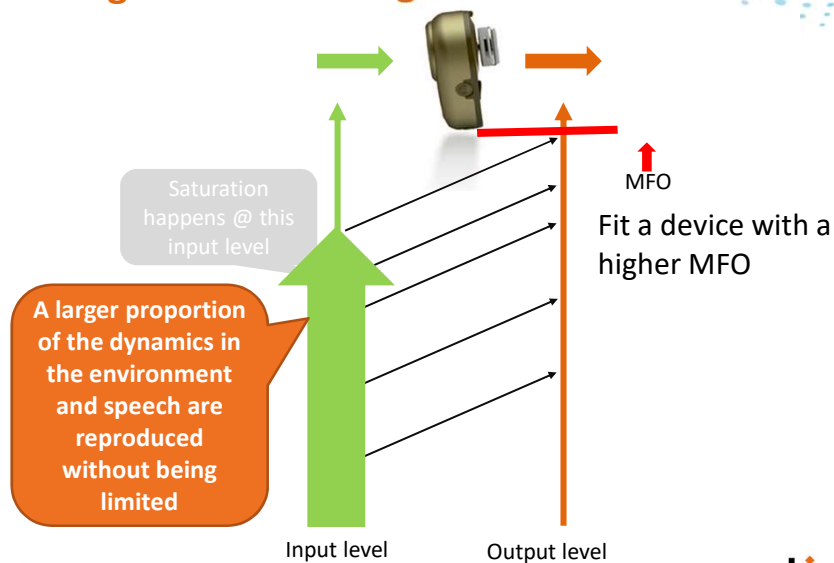 MFO
Saturation
happens @ this
input level
Fit a device with a
higher MFO
A larger proportion
of the dynamics in
the environment
and speech are
reproduced
without being
limited
Input level
Output level